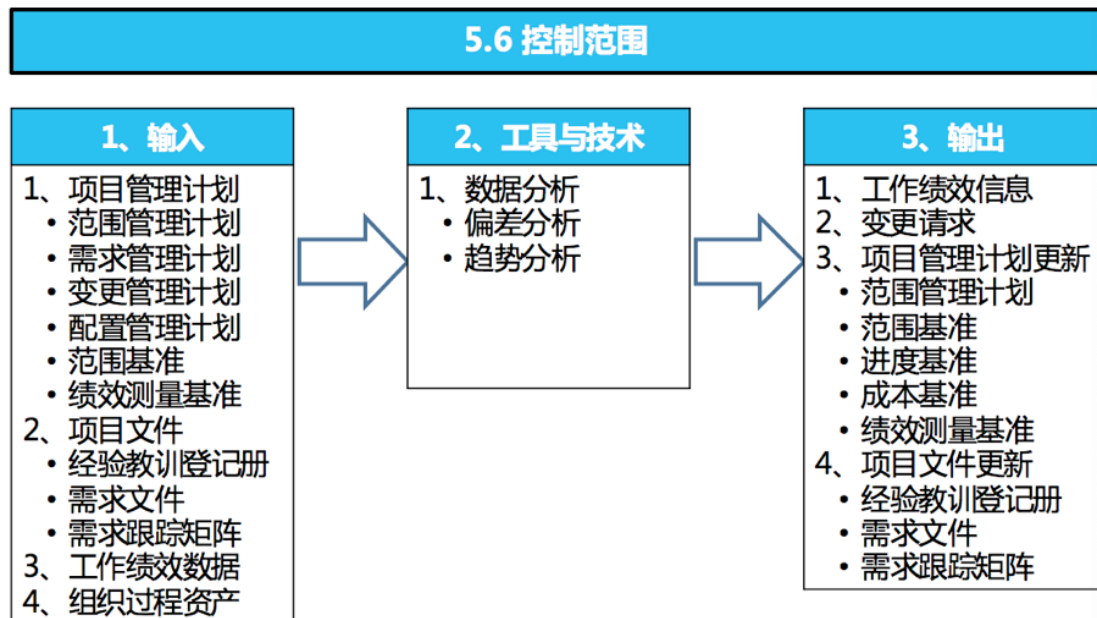 5.6 控制范围
1、输入
1、项目管理计划
• 范围管理计划
• 需求管理计划
• 变更管理计划
• 配置管理计划
• 范围基准
• 绩效测量基准
2、项目文件
• 经验教训登记册
• 需求文件
• 需求跟踪矩阵
3、工作绩效数据
4、组织过程资产
2、工具与技术
1、数据分析
• 偏差分析
• 趋势分析
3、输出
1、工作绩效信息
2、变更请求
3、项目管理计划更新
• 范围管理计划
• 范围基准
• 进度基准
• 成本基准
• 绩效测量基准
4、项目文件更新
• 经验教训登记册
• 需求文件
• 需求跟踪矩阵